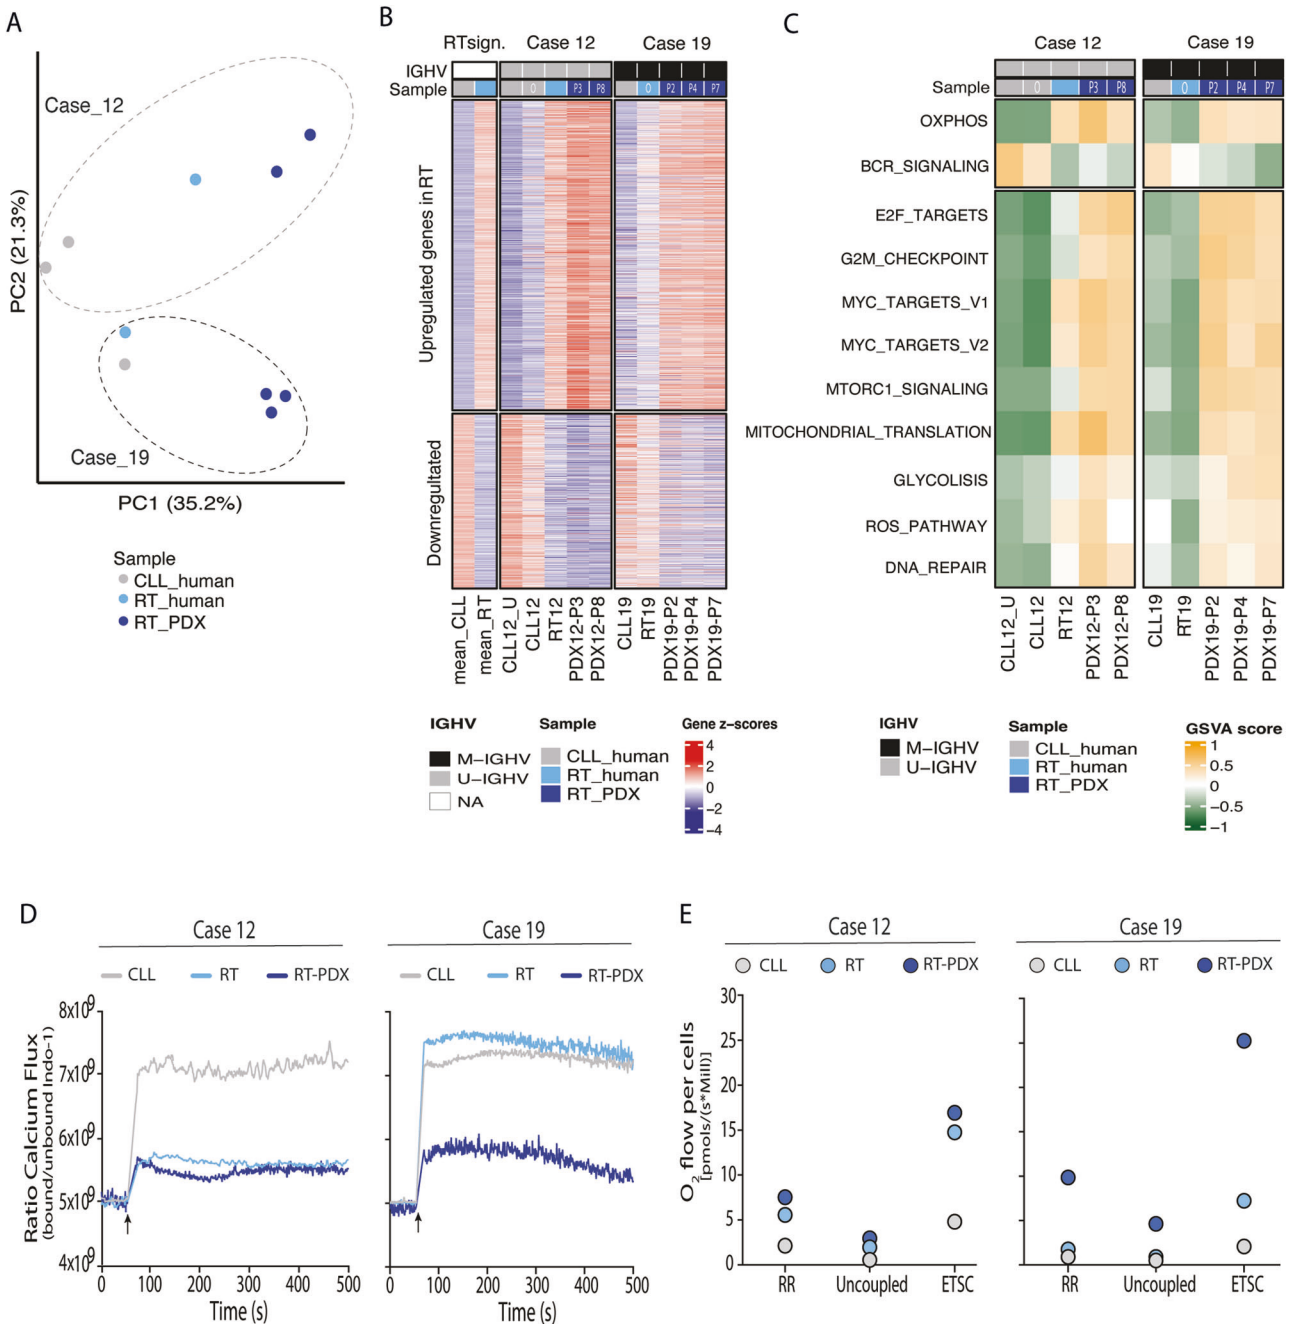 A
Case_12
PC2 (21.3%)
Case_19
PC1 (35.2%)
Sample
CLL_human
RT_human
RT_PDX
B
RTsign. Case 12 Case 19
IGHV
Sample O P3 P8 O P2 P4 P7
Upregulated genes in RT
Downregultated
mean_CLL
mean_RT
CLL12_U
CLL12
RT12
PDX12-P3
PDX12-P8
CLL19
RT19
PDX19-P2
PDX19-P4
PDX19-P7
IGHV
M-IGHV
U-IGHV
NA
Sample
CLL_human
RT_human
RT_PDX
Gene z-scores
4
2
0
-2
-4
C
Case 12 Case 19
Sample O P3 P8 O P2 P4 P7
OXPHOS
BCR_SIGNALING
E2F_TARGETS
G2M_CHECKPOINT
MYC_TARGETS_V1
MYC_TARGETS_V2
MTORC1_SIGNALING
MITOCHONDRIAL_TRANSLATION
GLYCOLISIS
ROS_PATHWAY
DNA_REPAIR
CLL12_U
CLL12
RT12
PDX12-P3
PDX12-P8
CLL19
RT19
PDX19-P2
PDX19-P4
PDX19-P7
IGHV
M-IGHV
U-IGHV
Sample
CLL_human
RT_human
RT_PDX
GSVA score
1
0.5
0
-0.5
-1
D
Case 12 Case 19
CLL RT RT-PDX CLL RT RT-PDX
Ratio Calcium Flux
(bound/unbound Indo-1)
8x10⁹
7x10⁹
6x10⁹
5x10⁹
4x10⁹
0 100 200 300 400 500 0 100 200 300 400 500
Time (s) Time (s)
E
Case 12 Case 19
CLL RT RT-PDX CLL RT RT-PDX
O₂ flow per cells
[pmols/(s*Mill)]
30
25
20
15
10
5
0
RR Uncoupled ETSC RR Uncoupled ETSC